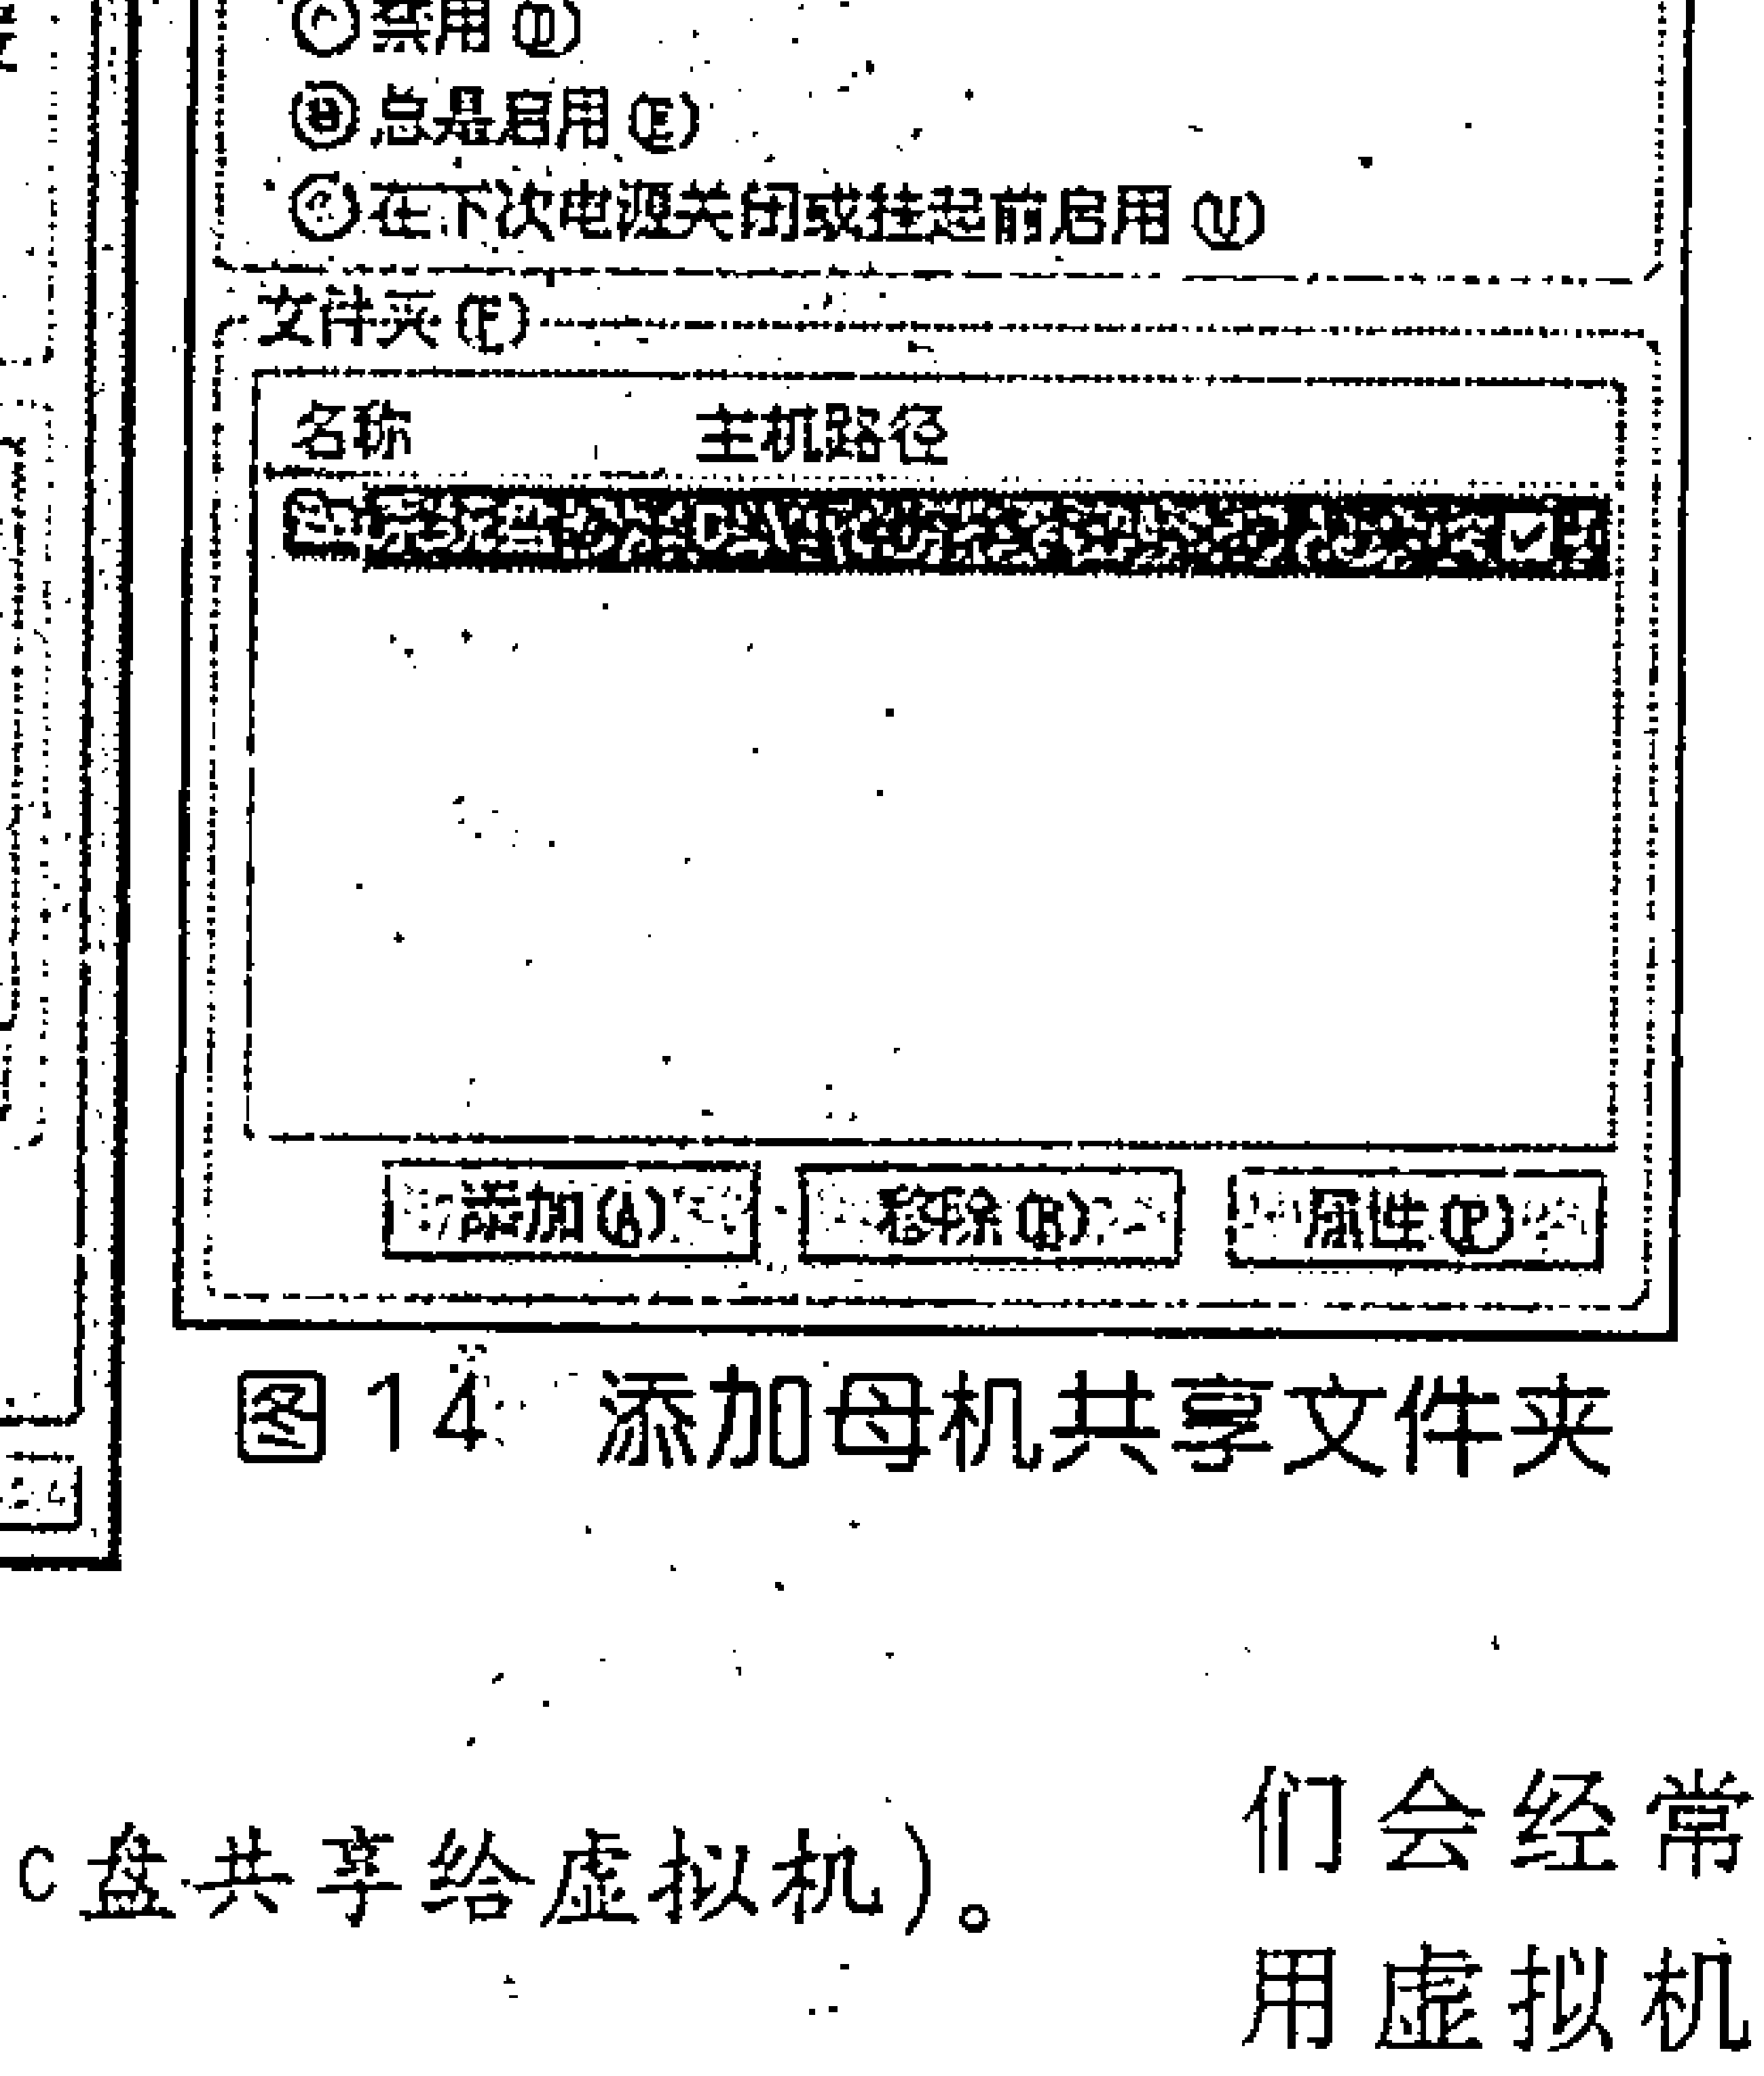 禁用(D)
总是启用(E)
在下次电源关闭或挂起前启用(U)
文件夹(F)
名称 主机路径
添加(A) 移除(R) 属性(P)
图14 添加母机共享文件夹
C盘共享给虚拟机)。
们会经常
用虚拟机